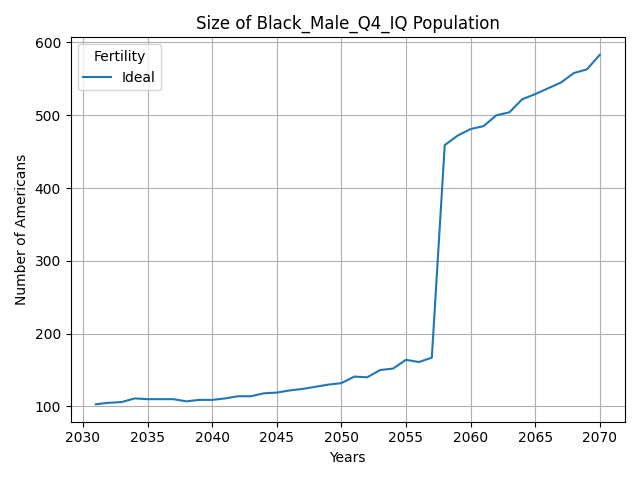 Size of Black_Male_Q4_IQ Population
Fertility
Ideal
600
500
400
300
200
100
Number of Americans
2030 2035 2040 2045 2050 2055 2060 2065 2070
Years